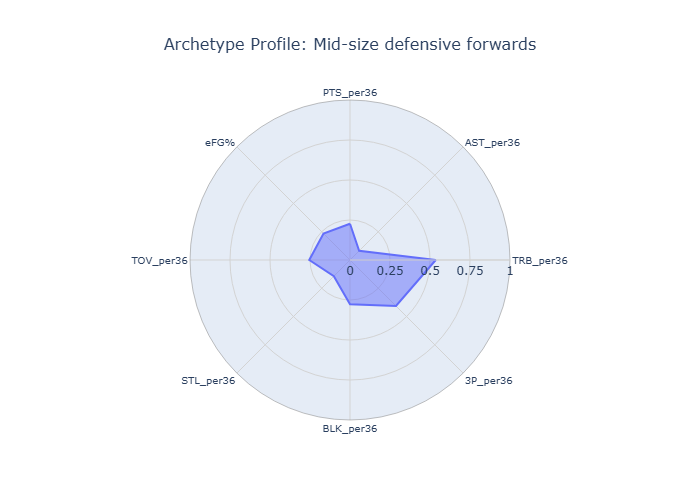 Archetype Profile: Mid-size defensive forwards
PTS_per36
eFG%
AST_per36
TOV_per36
TRB_per36
0
0.25
0.5
0.75
1
STL_per36
3P_per36
BLK_per36